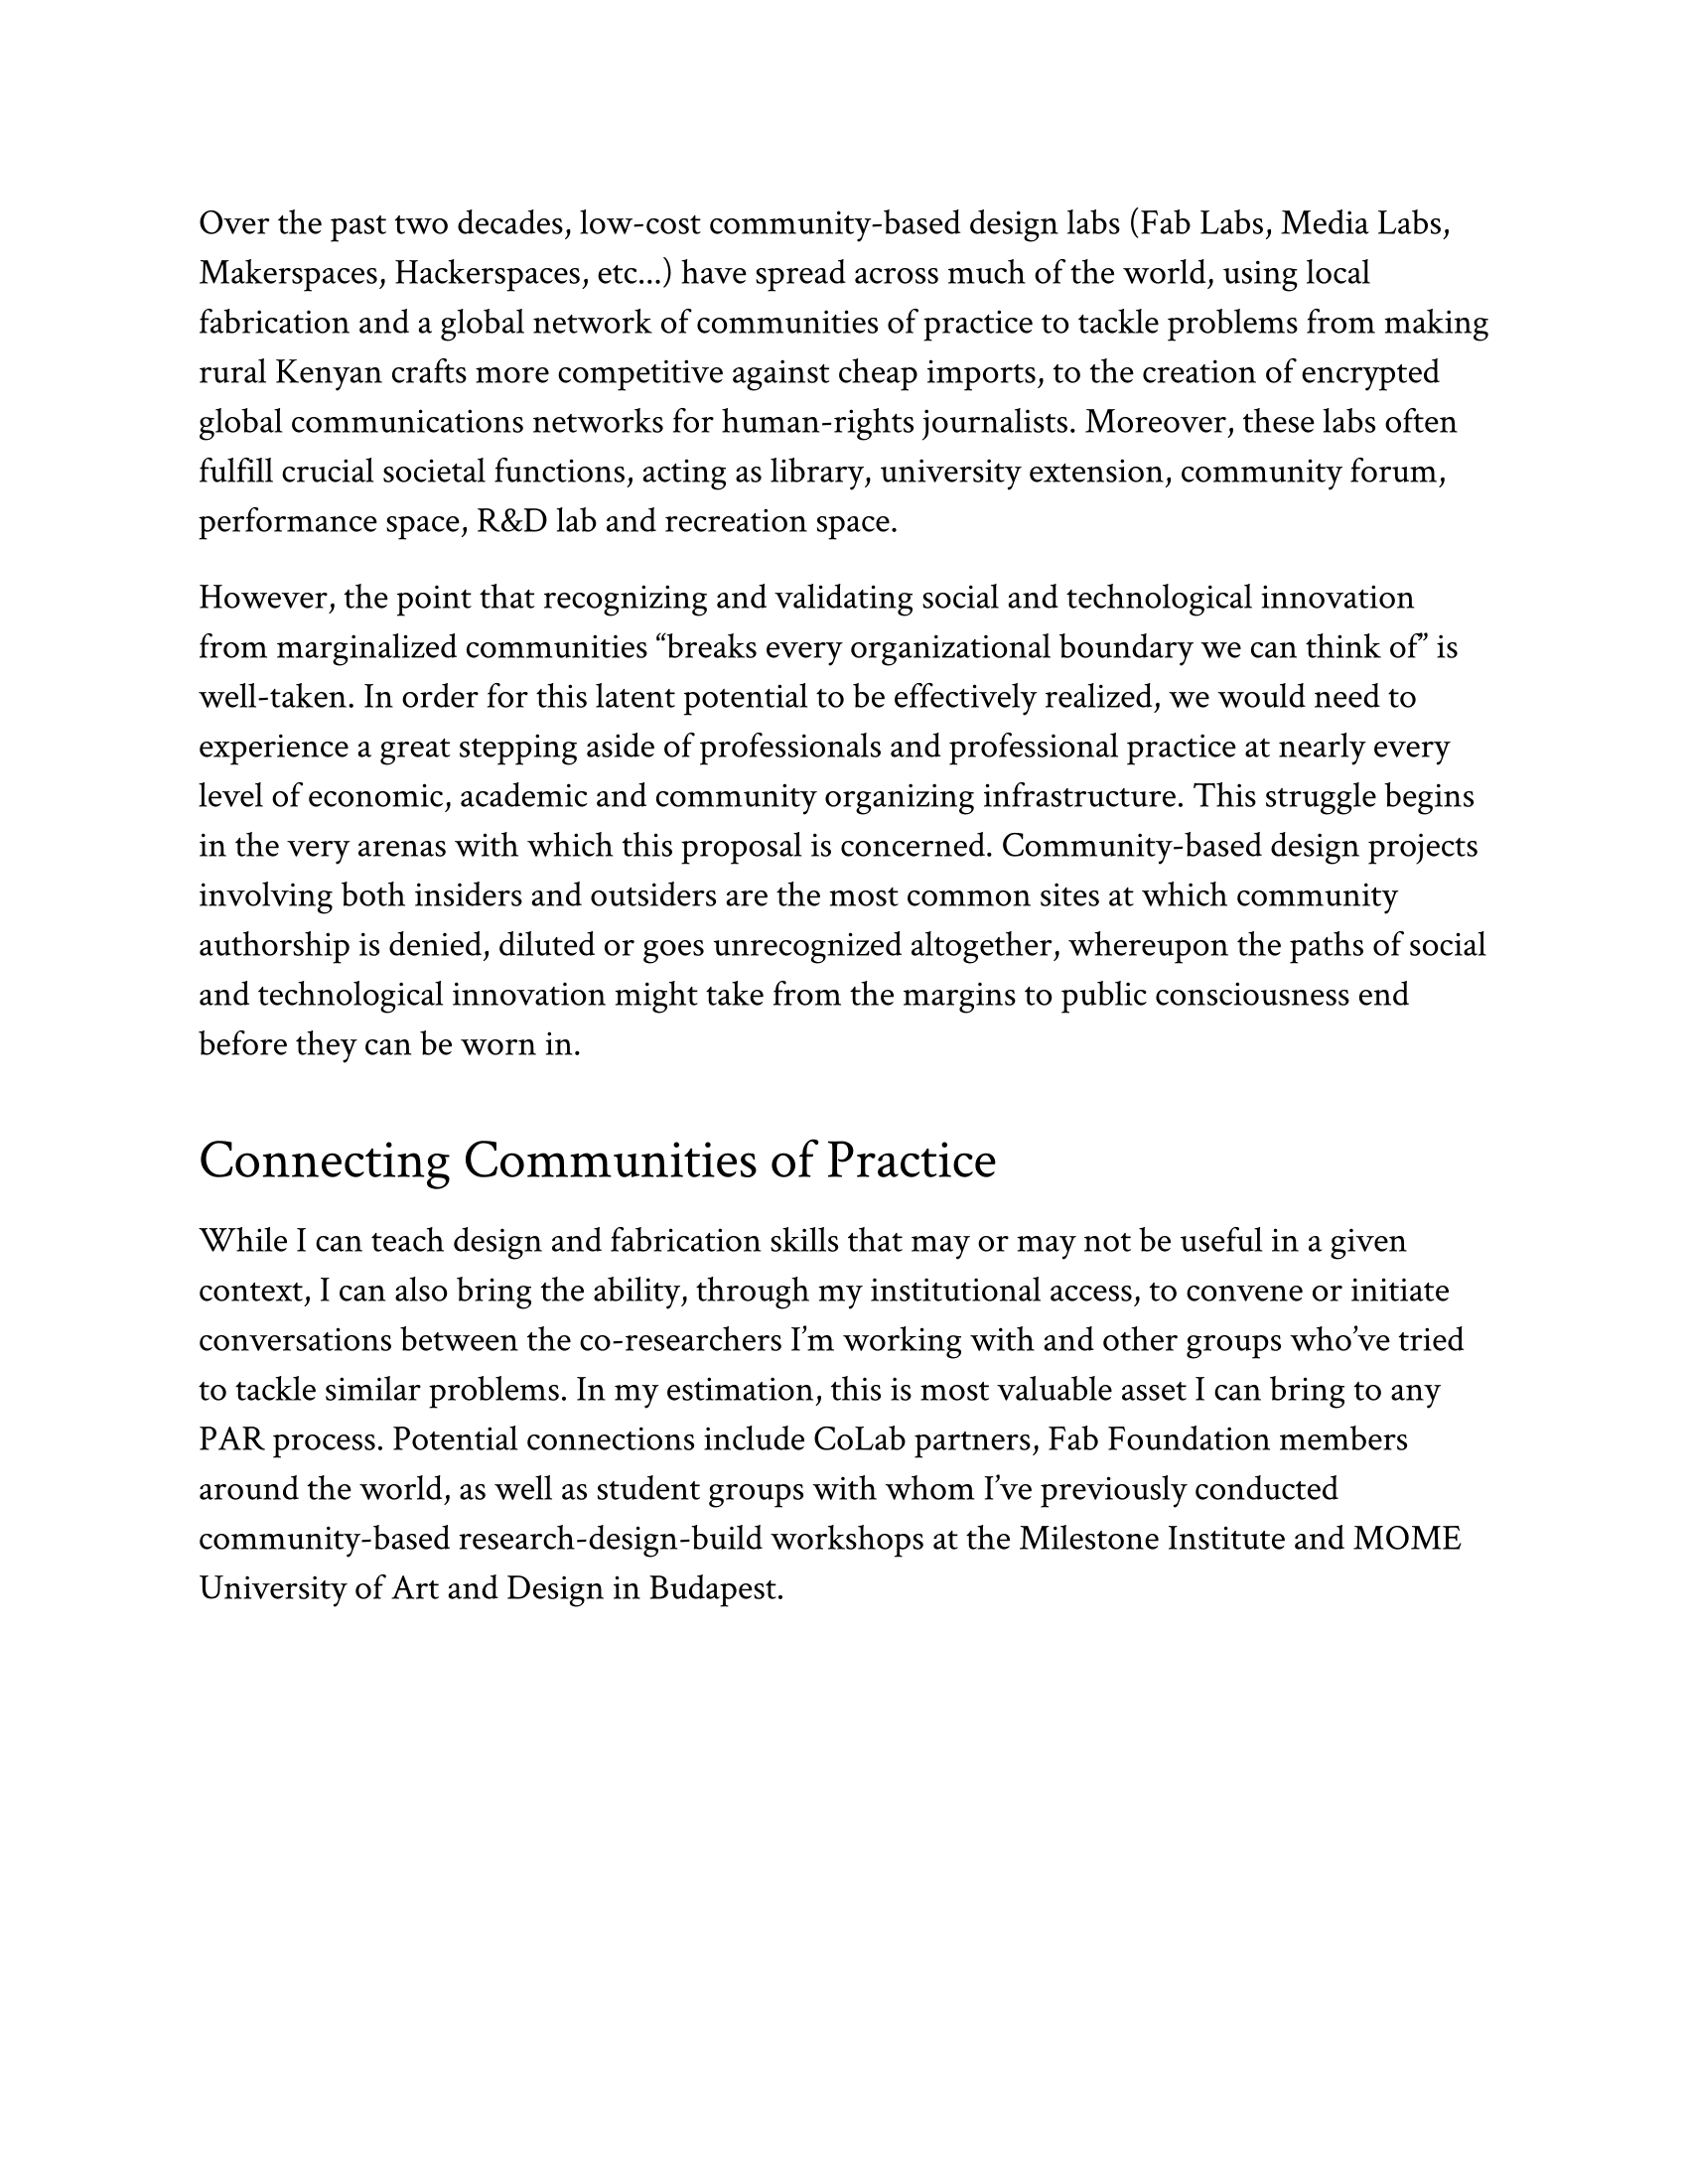 Over the past two decades, low-cost community-based design labs (Fab Labs, Media Labs,
Makerspaces, Hackerspaces, etc...) have spread across much of the world, using local
fabrication and a global network of communities of practice to tackle problems from making
rural Kenyan crafts more competitive against cheap imports, to the creation of encrypted
global communications networks for human-rights journalists. Moreover, these labs often
fulfill crucial societal functions, acting as library, university extension, community forum,
performance space, R&D lab and recreation space.
However, the point that recognizing and validating social and technological innovation
from marginalized communities “breaks every organizational boundary we can think of” is
well-taken. In order for this latent potential to be effectively realized, we would need to
experience a great stepping aside of professionals and professional practice at nearly every
level of economic, academic and community organizing infrastructure. This struggle begins
in the very arenas with which this proposal is concerned. Community-based design projects
involving both insiders and outsiders are the most common sites at which community
authorship is denied, diluted or goes unrecognized altogether, whereupon the paths of social
and technological innovation might take from the margins to public consciousness end
before they can be worn in.
Connecting Communities of Practice
While I can teach design and fabrication skills that may or may not be useful in a given
context, I can also bring the ability, through my institutional access, to convene or initiate
conversations between the co-researchers I’m working with and other groups who’ve tried
to tackle similar problems. In my estimation, this is most valuable asset I can bring to any
PAR process. Potential connections include CoLab partners, Fab Foundation members
around the world, as well as student groups with whom I’ve previously conducted
community-based research-design-build workshops at the Milestone Institute and MOME
University of Art and Design in Budapest.